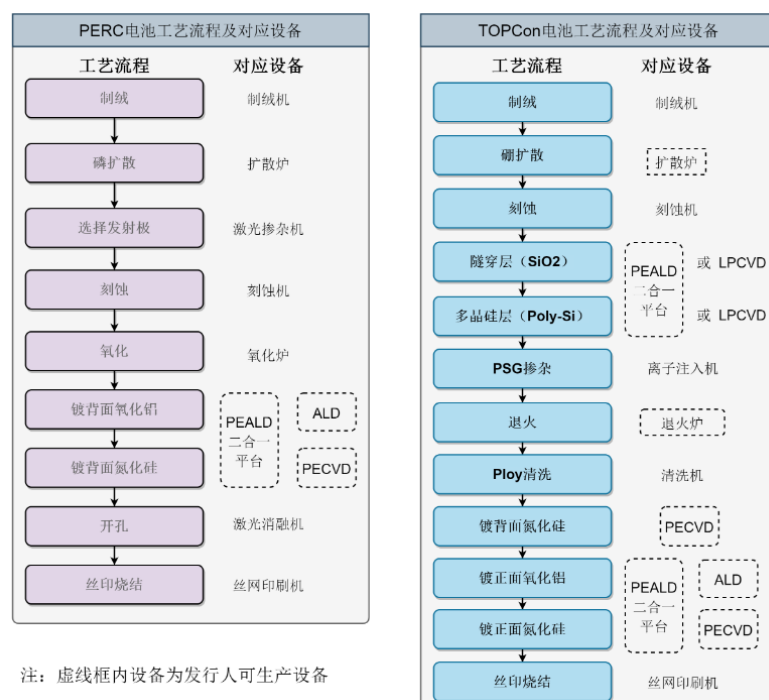 PERC电池工艺流程及对应设备
工艺流程 对应设备
制绒 制绒机
磷扩散 扩散炉
选择发射极 激光掺杂机
刻蚀 刻蚀机
氧化 氧化炉
镀背面氧化铝
镀背面氮化硅
PEALD
二合一
平台
ALD
PECVD
开孔 激光消融机
丝印烧结 丝网印刷机
注：虚线框内设备为发行人可生产设备
TOPCon电池工艺流程及对应设备
工艺流程 对应设备
制绒 制绒机
硼扩散 扩散炉
刻蚀 刻蚀机
隧穿层（SiO2）
多晶硅层（Poly-Si）
PEALD
二合一
平台
或 LPCVD
或 LPCVD
PSG掺杂 离子注入机
退火 退火炉
Ploy清洗 清洗机
镀背面氮化硅 PECVD
镀正面氧化铝
镀正面氮化硅
PEALD
二合一
平台
ALD
PECVD
丝印烧结 丝网印刷机